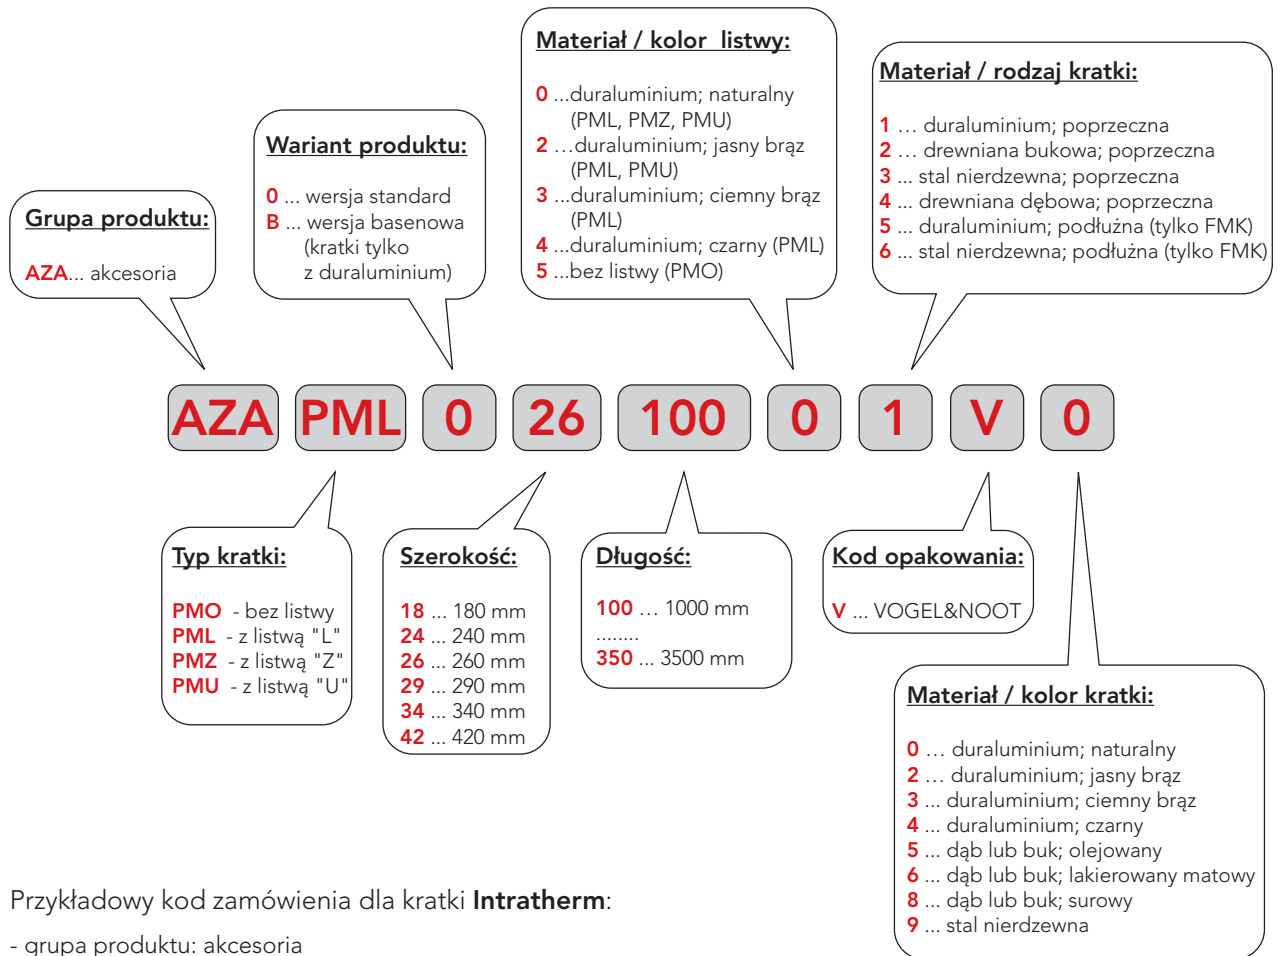 Materiał / kolor listwy:
0 ...duraluminium; naturalny
(PML, PMZ, PMU)
2 ...duraluminium; jasny brąz
(PML, PMU)
3 ...duraluminium; ciemny brąz
(PML)
4 ...duraluminium; czarny (PML)
5 ...bez listwy (PMO)
Materiał / rodzaj kratki:
1 ... duraluminium; poprzeczna
2 ... drewniana bukowa; poprzeczna
3 ... stal nierdzewna; poprzeczna
4 ... drewniana dębowa; poprzeczna
5 ... duraluminium; podłużna (tylko FMK)
6 ... stal nierdzewna; podłużna (tylko FMK)
Wariant produktu:
0 ... wersja standard
B ... wersja basenowa
(kratki tylko
z duraluminium)
Grupa produktu:
AZA... akcesoria
AZA PML 0 26 100 0 1 V 0
Typ kratki:
PMO - bez listwy
PML - z listwą "L"
PMZ - z listwą "Z"
PMU - z listwą "U"
Szerokość:
18 ... 180 mm
24 ... 240 mm
26 ... 260 mm
29 ... 290 mm
34 ... 340 mm
42 ... 420 mm
Długość:
100 ... 1000 mm
........
350 ... 3500 mm
Kod opakowania:
V ... VOGEL&NOOT
Materiał / kolor kratki:
0 ... duraluminium; naturalny
2 ... duraluminium; jasny brąz
3 ... duraluminium; ciemny brąz
4 ... duraluminium; czarny
5 ... dąb lub buk; olejowany
6 ... dąb lub buk; lakierowany matowy
8 ... dąb lub buk; surowy
9 ... stal nierdzewna
Przykładowy kod zamówienia dla kratki Intratherm:
- grupa produktu: akcesoria